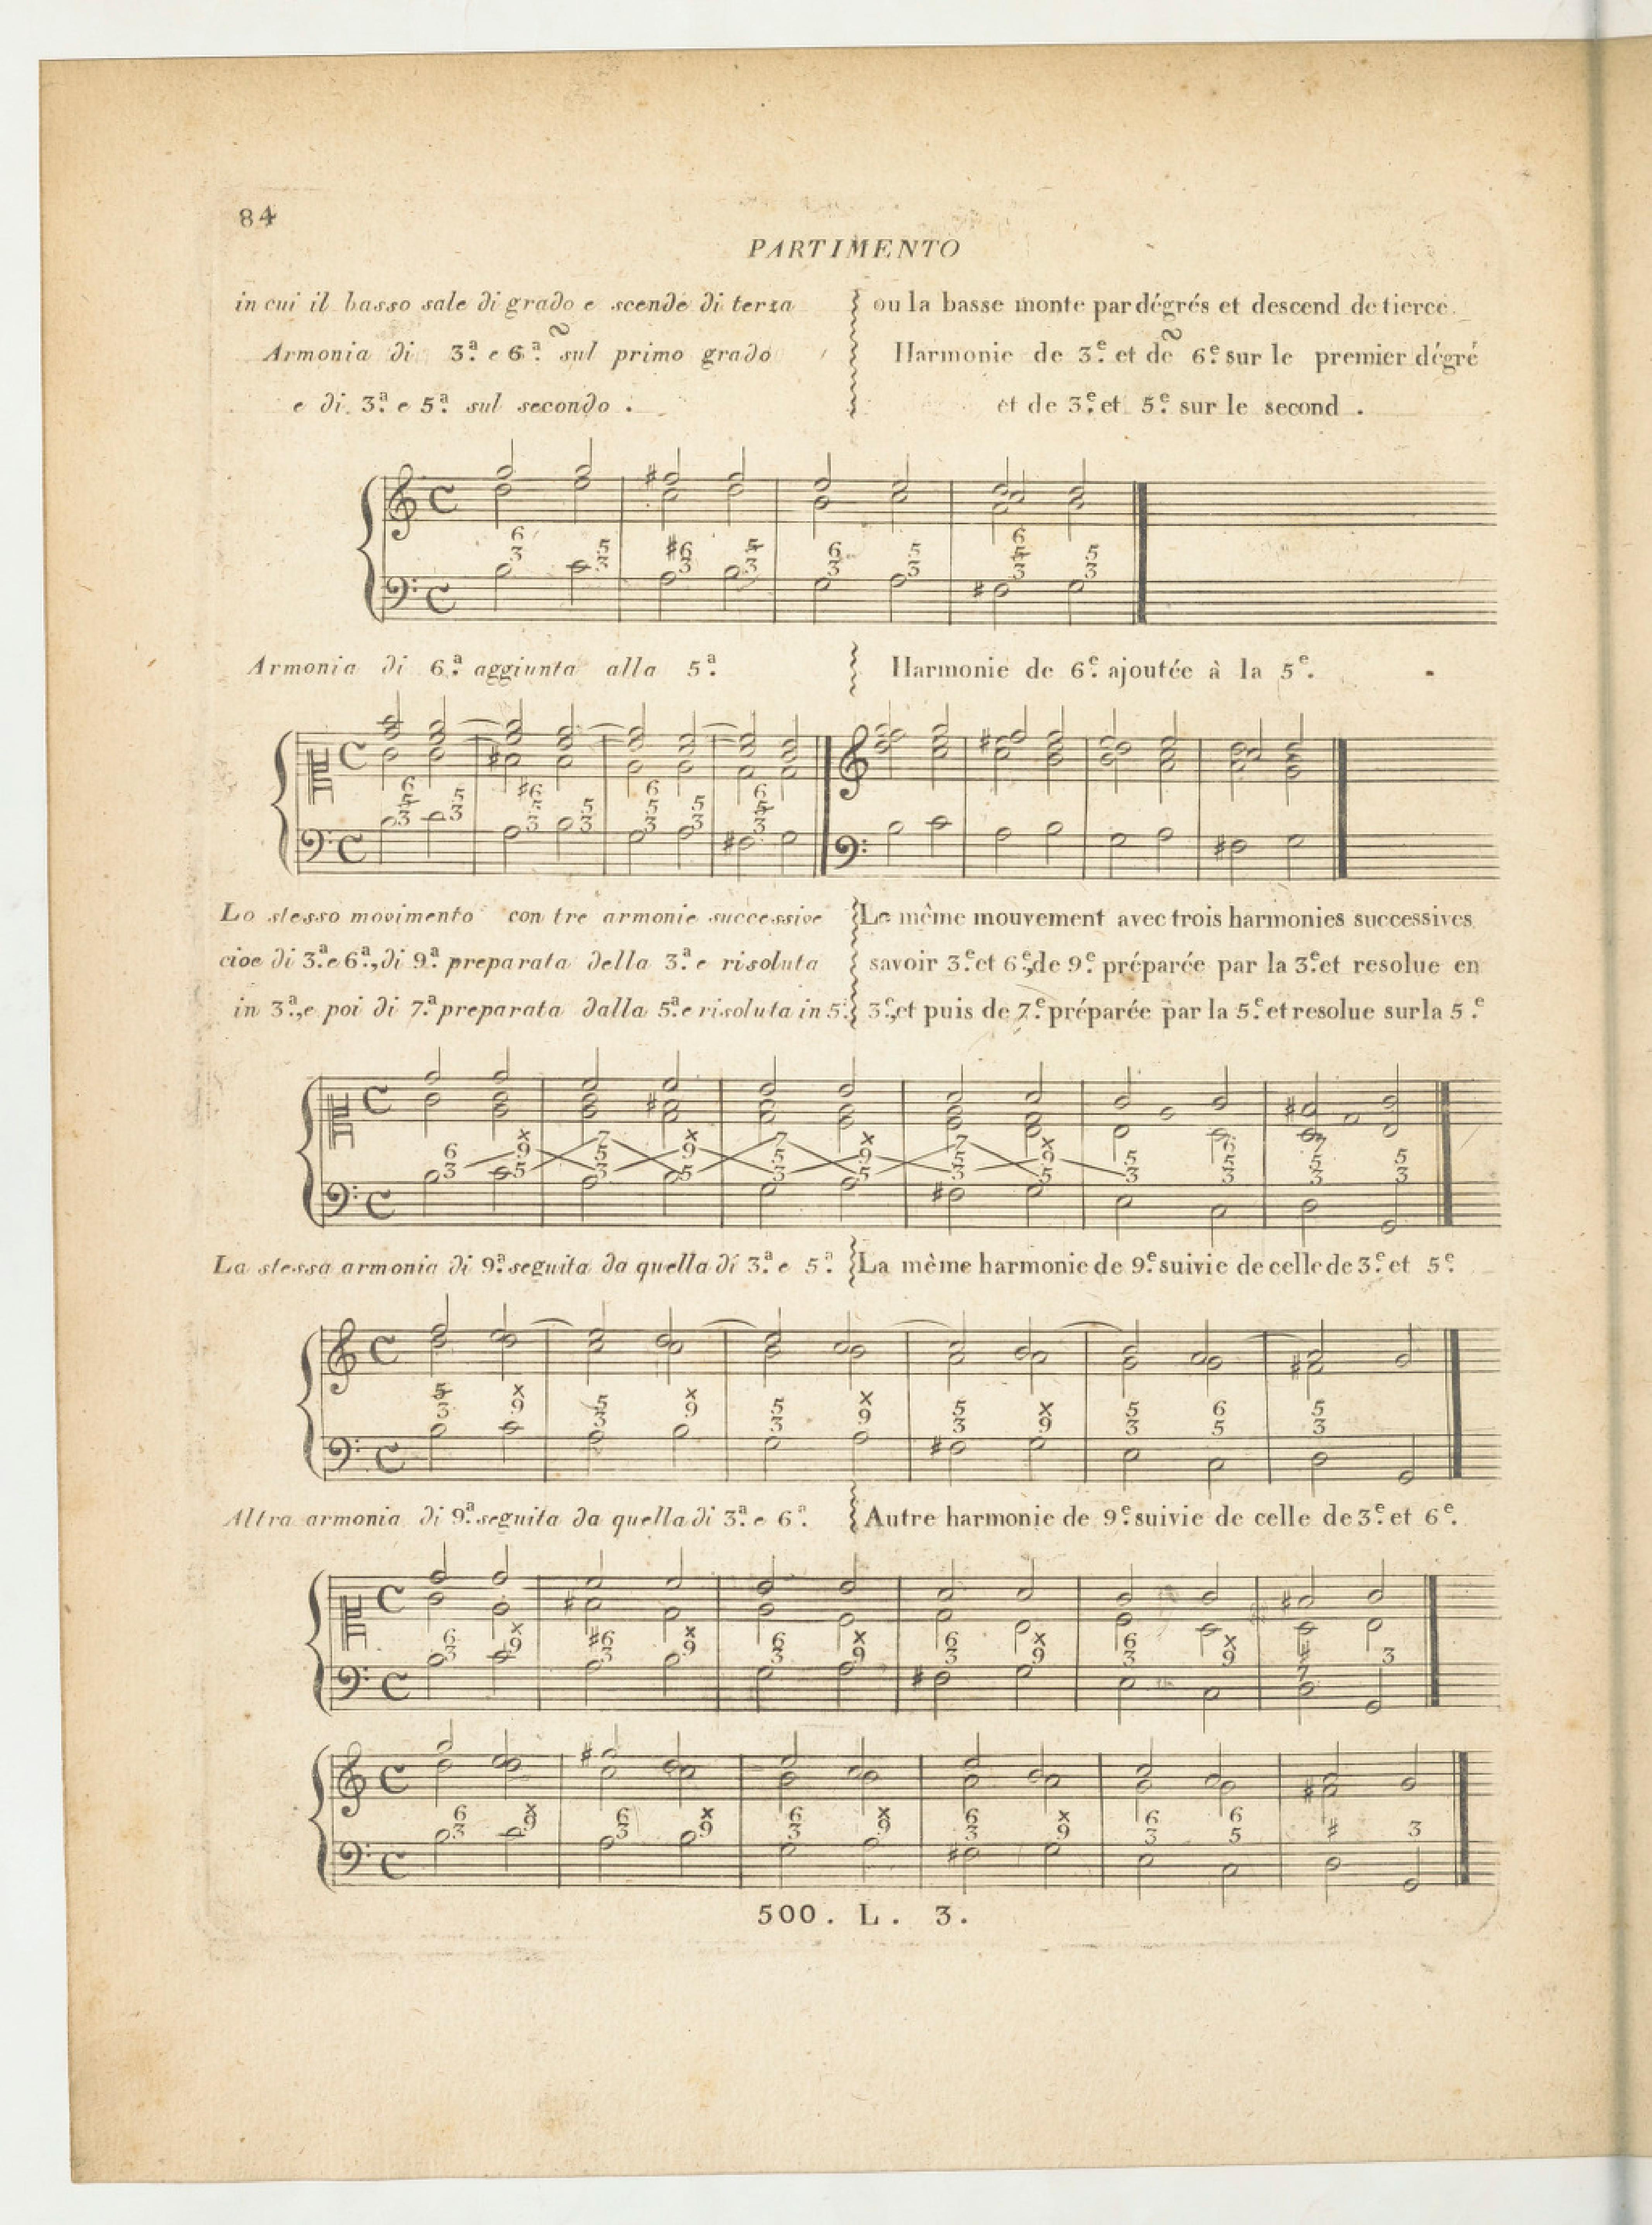 84
PARTIMENTO
in cui il basso sale di grado e scende di terza
Armonia di 3.ª e 6.ª sul primo grado
e di 3.ª e 5.ª sul secondo .
ou la basse monte par dégrés et descend de tierce.
Harmonie de 3.e et de 6.e sur le premier dégré
et de 3.e et 5.e sur le second .
Armonia di 6.ª aggiunta alla 5.ª
Harmonie de 6.e ajoutée à la 5.e
Lo stesso movimento con tre armonie successive
cioe di 3.ª e 6.ª, di 9.ª preparata della 3.ª e risoluta
in 3.ª, e poi di 7.ª preparata dalla 5.ª e risoluta in 5.ª
Le même mouvement avec trois harmonies successives
savoir 3.e et 6.e, de 9.e préparée par la 3.e et resolue en
3.e, et puis de 7.e préparée par la 5.e et resolue sur la 5.e
La stessa armonia di 9.ª seguita da quella di 3.ª e 5.ª
La mème harmonie de 9.e suivie de celle de 3.e et 5.e
Altra armonia di 9.ª seguita da quella di 3.ª e 6.ª
Autre harmonie de 9.e suivie de celle de 3.e et 6.e
500. L. 3.